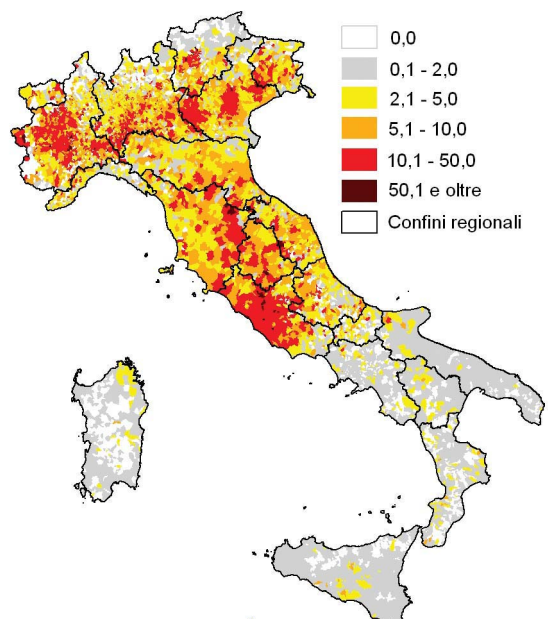 0,0
0,1 - 2,0
2,1 - 5,0
5,1 - 10,0
10,1 - 50,0
50,1 e oltre
Confini regionali